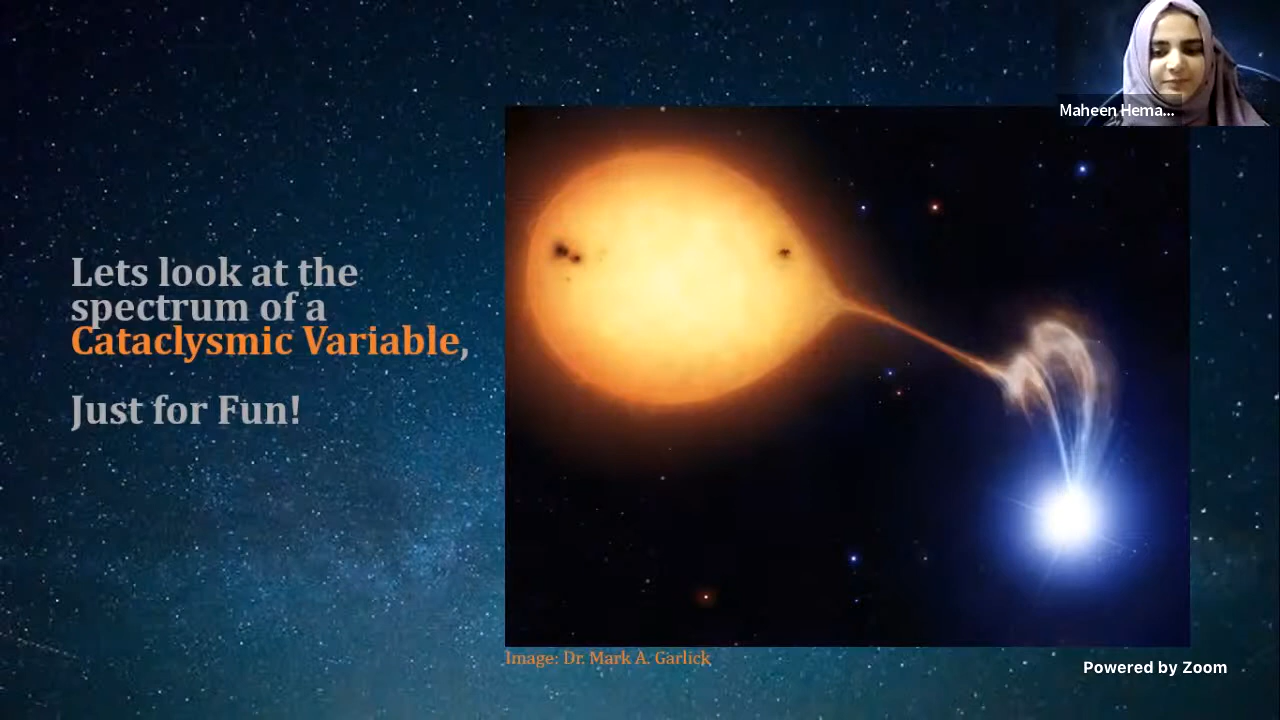 Maheen Hema...
Lets look at the
spectrum of a
Cataclysmic Variable,
Just for Fun!
Image: Dr. Mark A. Garlick
Powered by Zoom